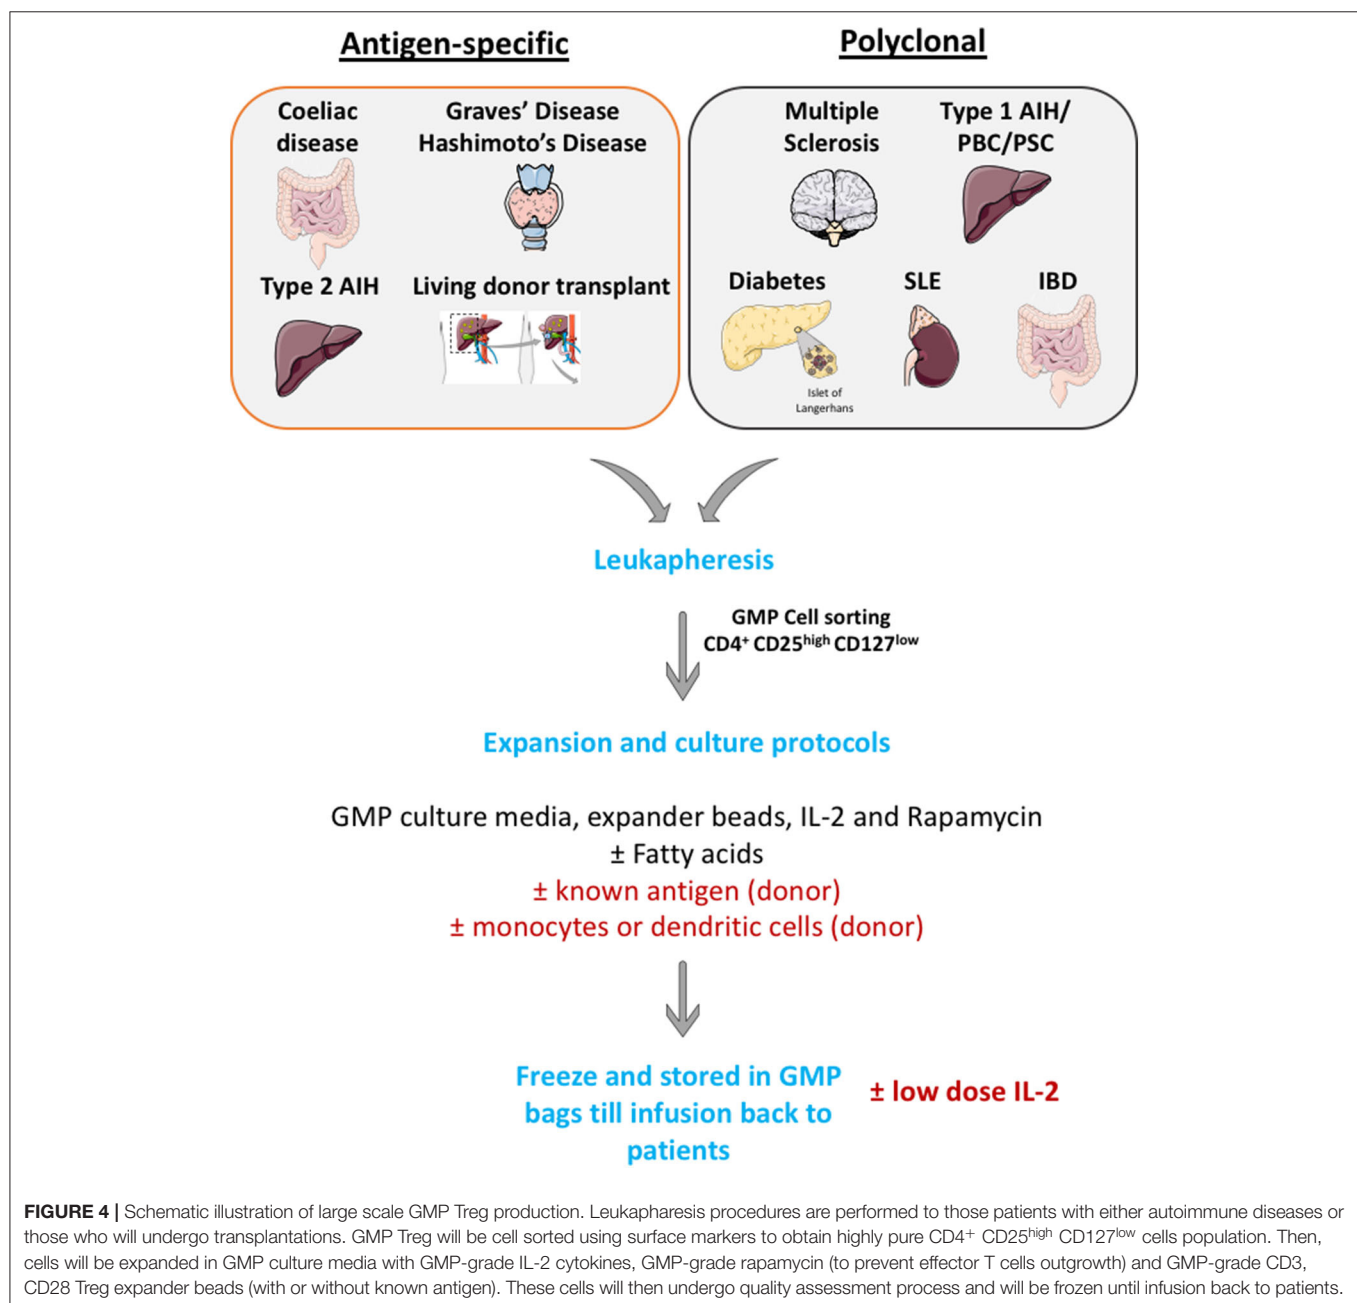 Antigen-specific
Polyclonal
Coeliac
disease
Graves' Disease
Hashimoto's Disease
Type 2 AIH
Living donor transplant
Multiple
Sclerosis
Type 1 AIH/
PBC/PSC
Diabetes
SLE
IBD
Islet of
Langerhans
Leukapheresis
GMP Cell sorting
CD4⁺ CD25ʰⁱᵍʰ CD127ˡᵒʷ
Expansion and culture protocols
GMP culture media, expander beads, IL-2 and Rapamycin
± Fatty acids
± known antigen (donor)
± monocytes or dendritic cells (donor)
Freeze and stored in GMP
bags till infusion back to
patients
± low dose IL-2
FIGURE 4 | Schematic illustration of large scale GMP Treg production. Leukapharesis procedures are performed to those patients with either autoimmune diseases or
those who will undergo transplantations. GMP Treg will be cell sorted using surface markers to obtain highly pure CD4⁺ CD25ʰⁱᵍʰ CD127ˡᵒʷ cells population. Then,
cells will be expanded in GMP culture media with GMP-grade IL-2 cytokines, GMP-grade rapamycin (to prevent effector T cells outgrowth) and GMP-grade CD3,
CD28 Treg expander beads (with or without known antigen). These cells will then undergo quality assessment process and will be frozen until infusion back to patients.